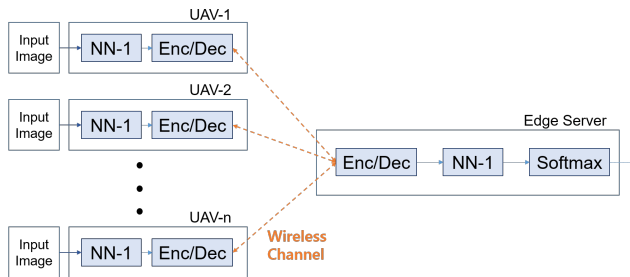 UAV-1
Input
Image
NN-1
Enc/Dec
UAV-2
Input
Image
NN-1
Enc/Dec
Edge Server
Enc/Dec
NN-1
Softmax
UAV-n
Input
Image
NN-1
Enc/Dec
Wireless
Channel